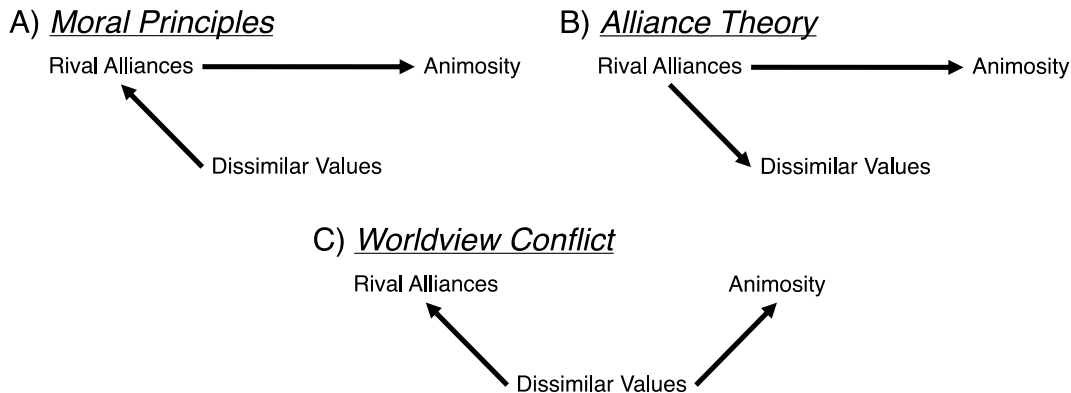 A) Moral Principles
Rival Alliances
Animosity
Dissimilar Values
B) Alliance Theory
Rival Alliances
Animosity
Dissimilar Values
C) Worldview Conflict
Rival Alliances
Animosity
Dissimilar Values